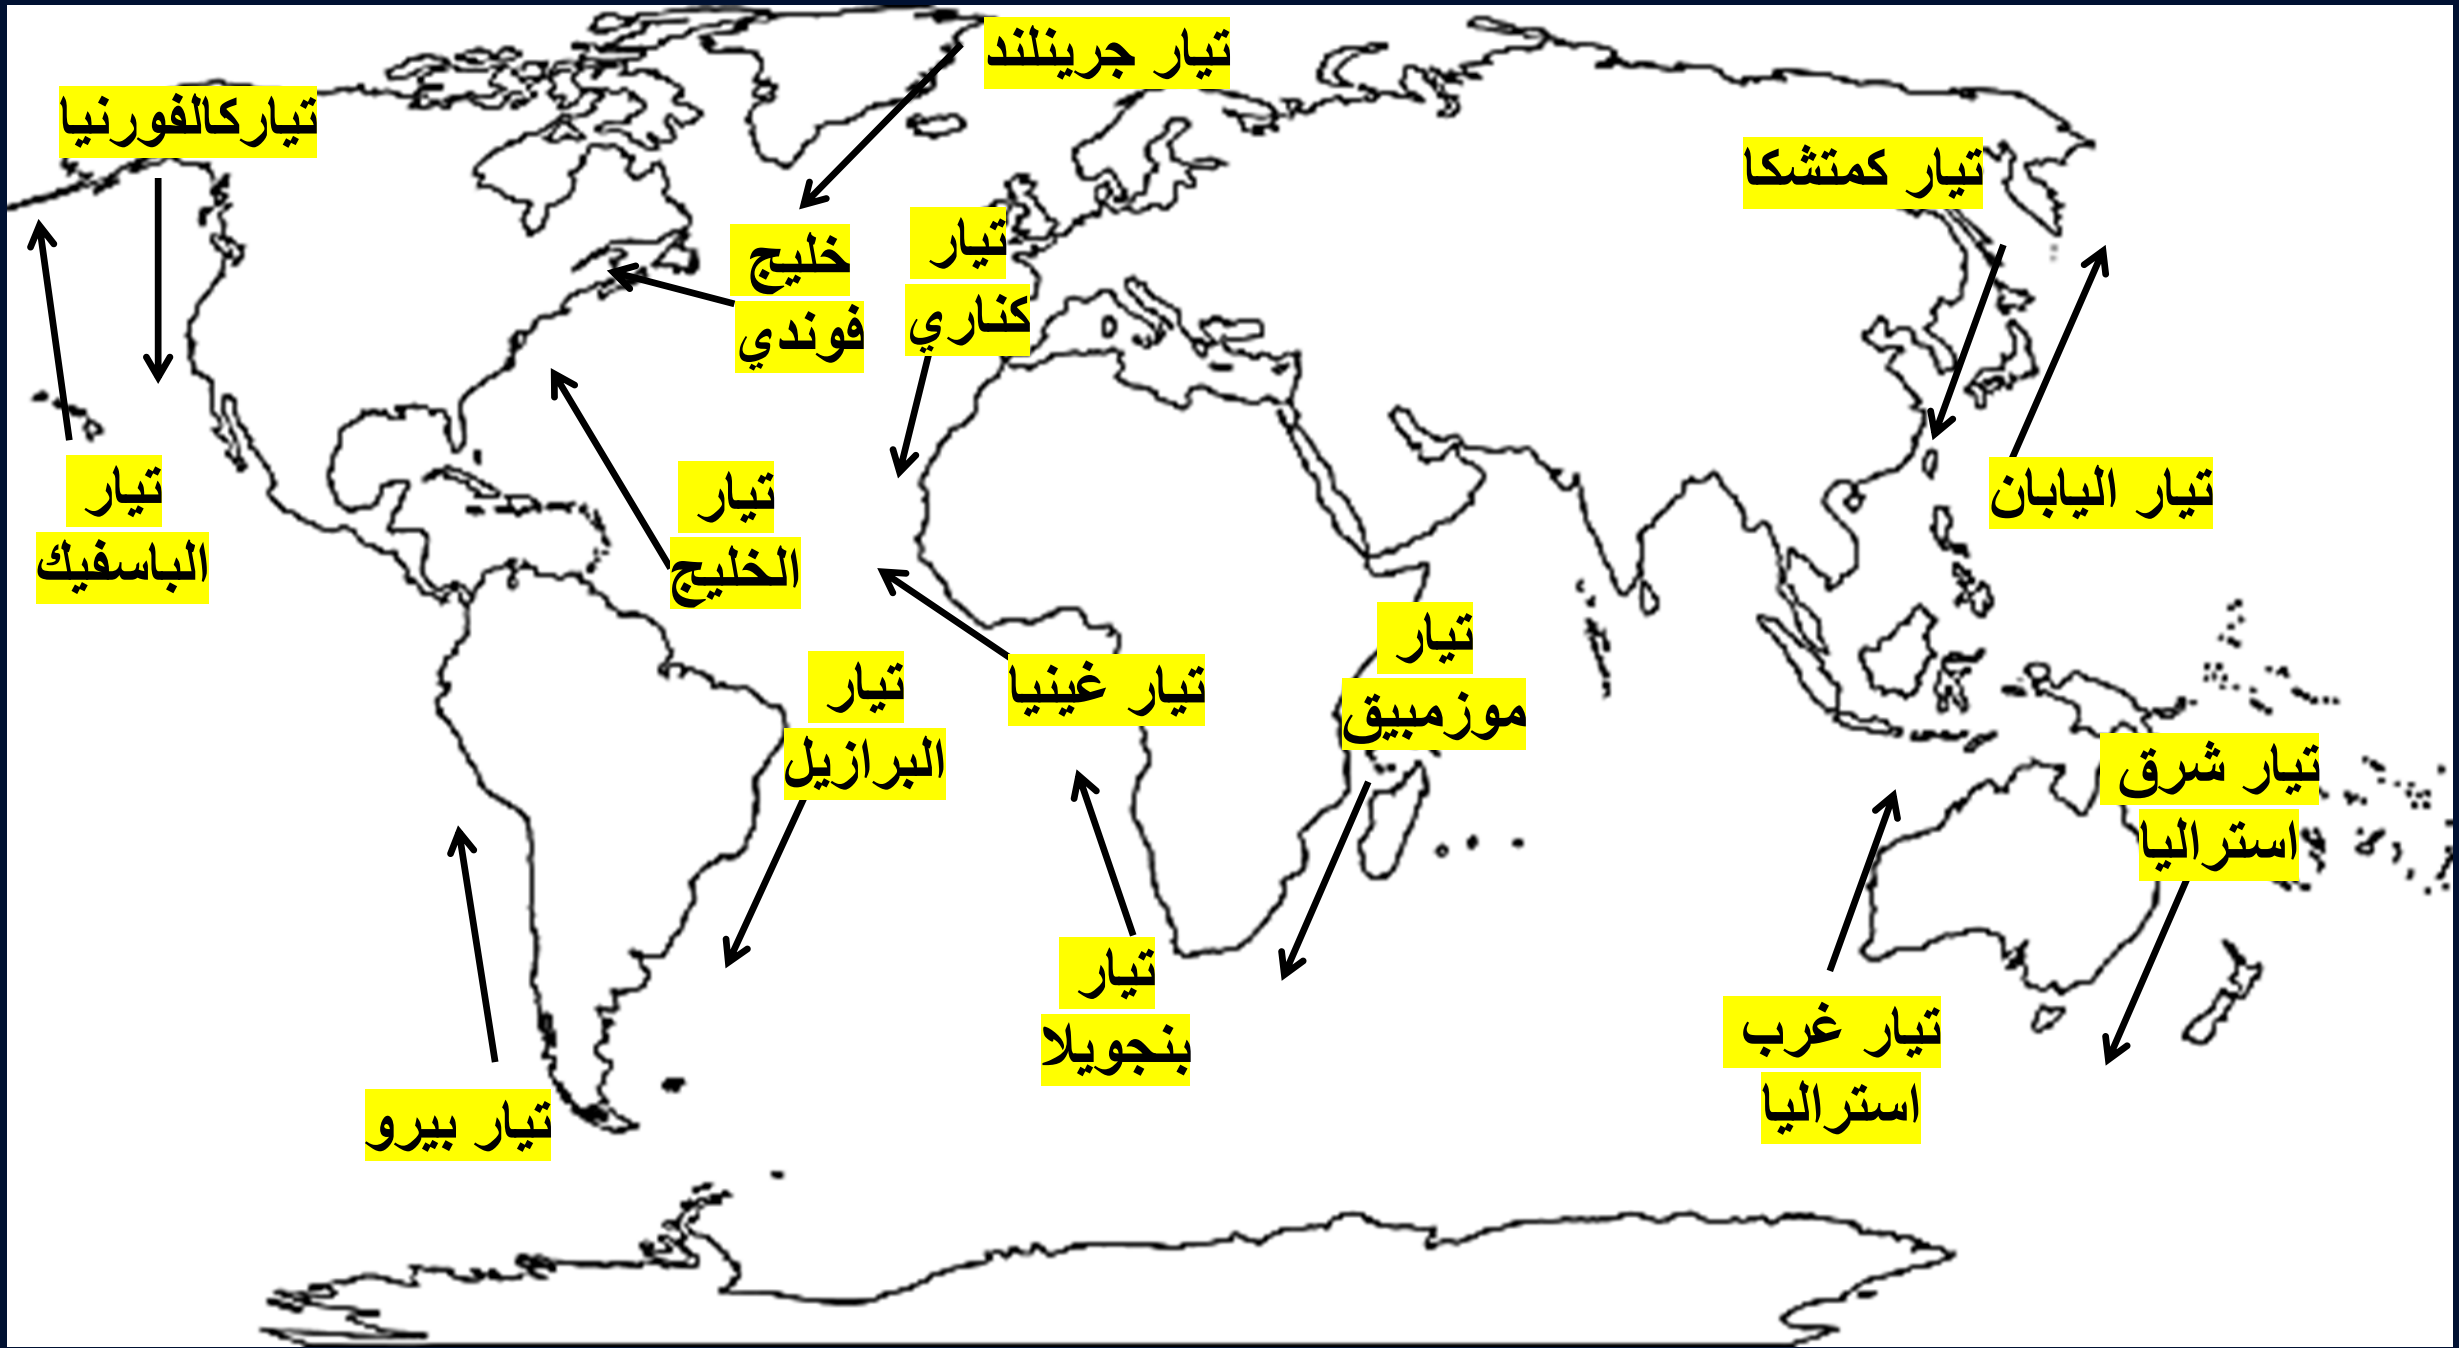 تيار جرينلند
تياركالفورنيا
تيار كمتشكا
خليج
فوندي
تيار
كناري
تيار
الباسفيك
تيار
الخليج
تيار اليابان
تيار
موزمبيق
تيار غينيا
تيار
البرازيل
تيار شرق
استراليا
تيار
بنجويلا
تيار غرب
استراليا
تيار بيرو